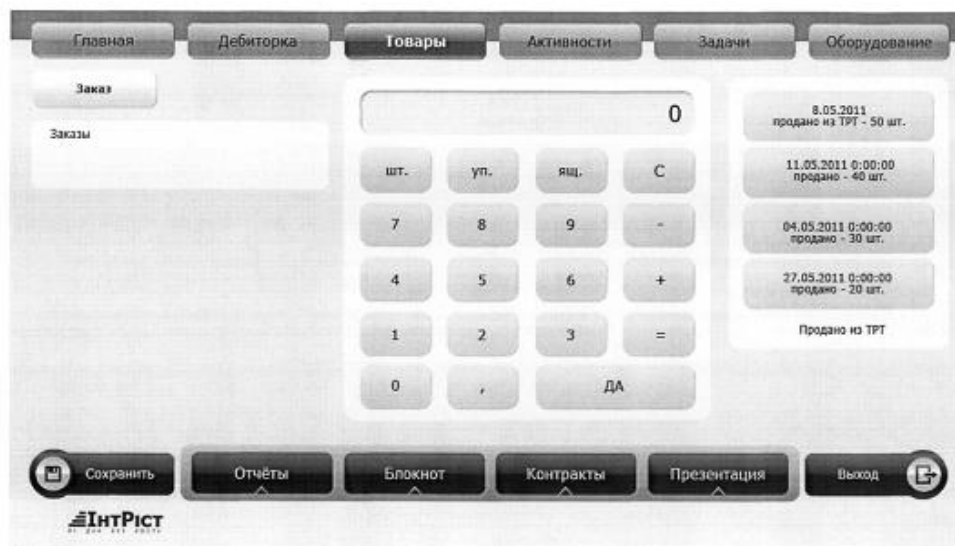 Главная Дебиторка Товары Активности Задачи Оборудование
Заказ
Заказы
0
шт. уп. ящ. С
7 8 9 -
4 5 6 +
1 2 3 =
0 , ДА
8.05.2011
продано из ТРТ - 50 шт.
11.05.2011 0:00:00
продано - 40 шт.
04.05.2011 0:00:00
продано - 30 шт.
27.05.2011 0:00:00
продано - 20 шт.
Продано из ТРТ
Сохранить Отчёты Блокнот Контракты Презентация Выход
ІнтРіст